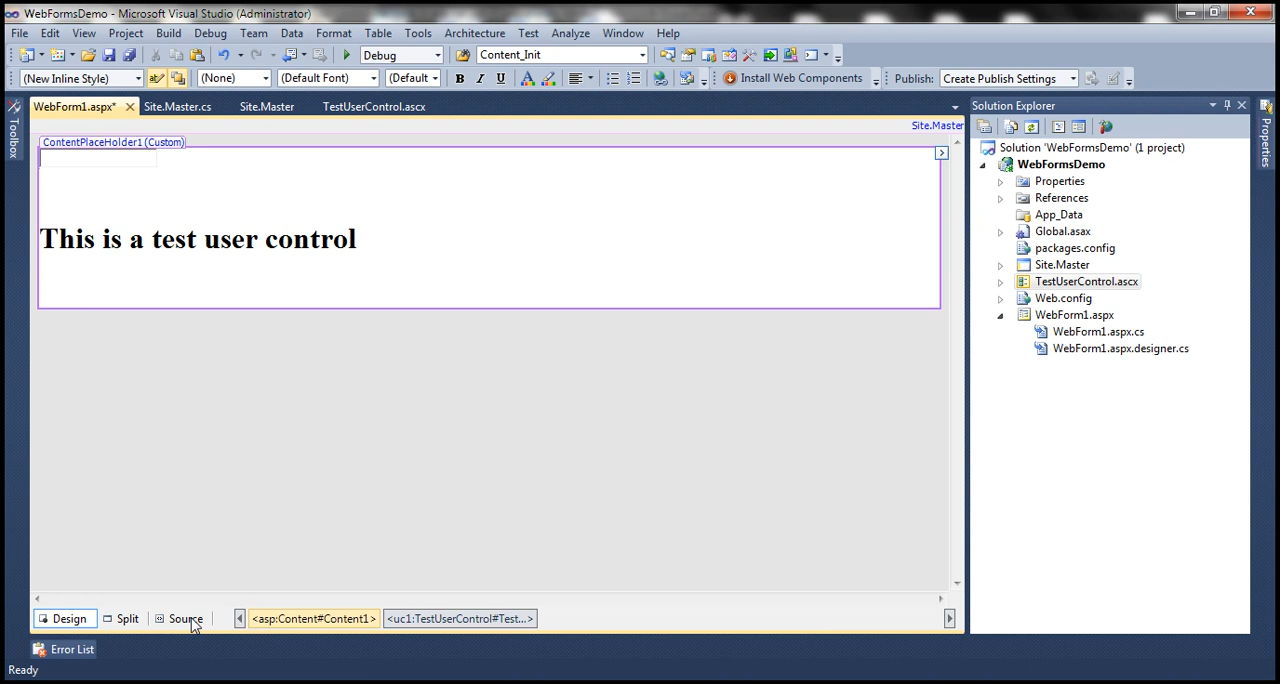 WebFormsDemo - Microsoft Visual Studio (Administrator)
File Edit View Project Build Debug Team Data Format Table Tools Architecture Test Analyze Window Help
Debug Content_Init
(New Inline Style) (None) (Default Font) (Default B I U A Install Web Components Publish: Create Publish Settings
WebForm1.aspx* Site.Master.cs Site.Master TestUserControl.ascx
Solution Explorer
Toolbox
Properties
Site.Master
ContentPlaceHolder1 (Custom)
This is a test user control
Solution 'WebFormsDemo' (1 project)
WebFormsDemo
Properties
References
App_Data
Global.asax
packages.config
Site.Master
TestUserControl.ascx
Web.config
WebForm1.aspx
WebForm1.aspx.cs
WebForm1.aspx.designer.cs
Design Split Source <asp:Content#Content1> <uc1:TestUserControl#Test...>
Error List
Ready